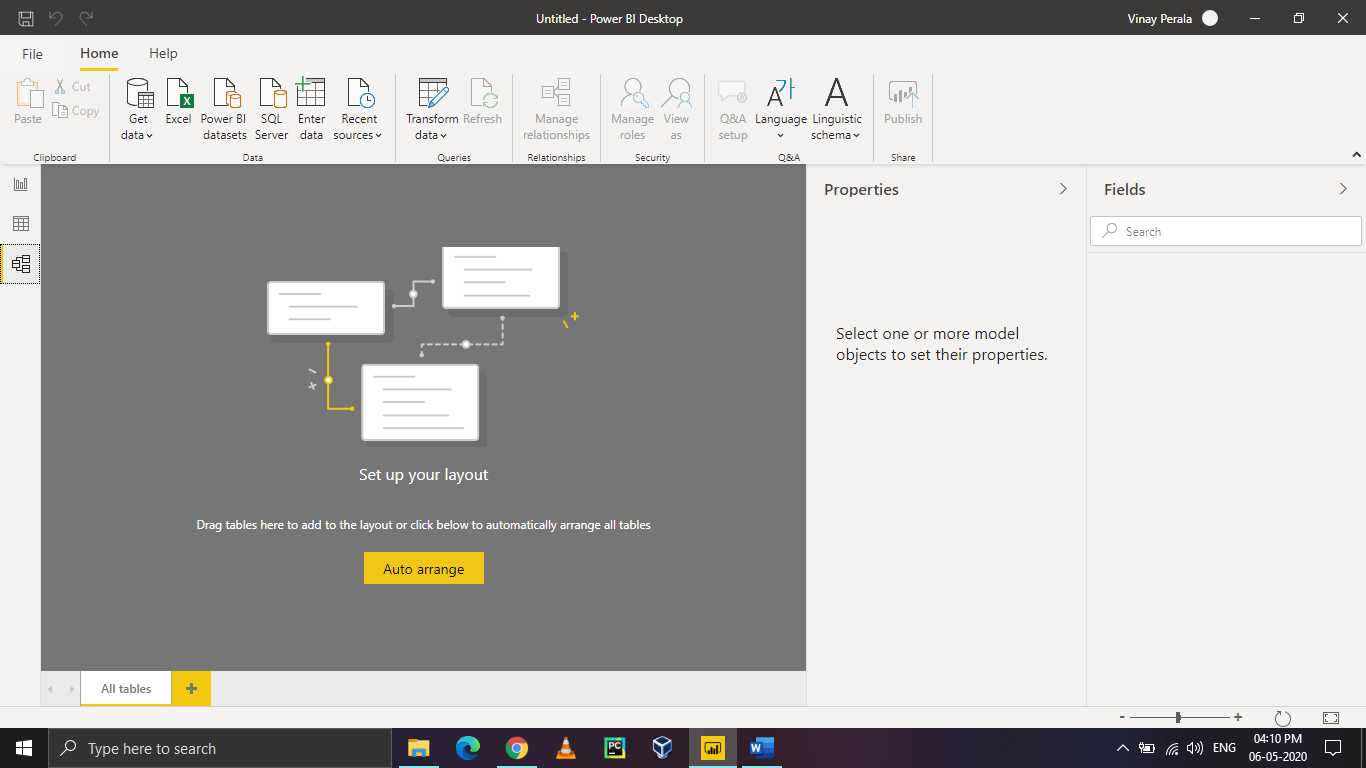 Untitled - Power BI Desktop
Vinay Perala
File
Home
Help
Paste
Cut
Copy
Get data
Excel
Power BI datasets
SQL Server
Enter data
Recent sources
Transform data
Refresh
Manage relationships
Manage roles
View as
Q&A setup
Language
Linguistic schema
Publish
Clipboard
Data
Queries
Relationships
Security
Q&A
Share
Properties
Fields
Search
Select one or more model
objects to set their properties.
Set up your layout
Drag tables here to add to the layout or click below to automatically arrange all tables
Auto arrange
All tables
Type here to search
PC
W
ENG
04:10 PM
06-05-2020